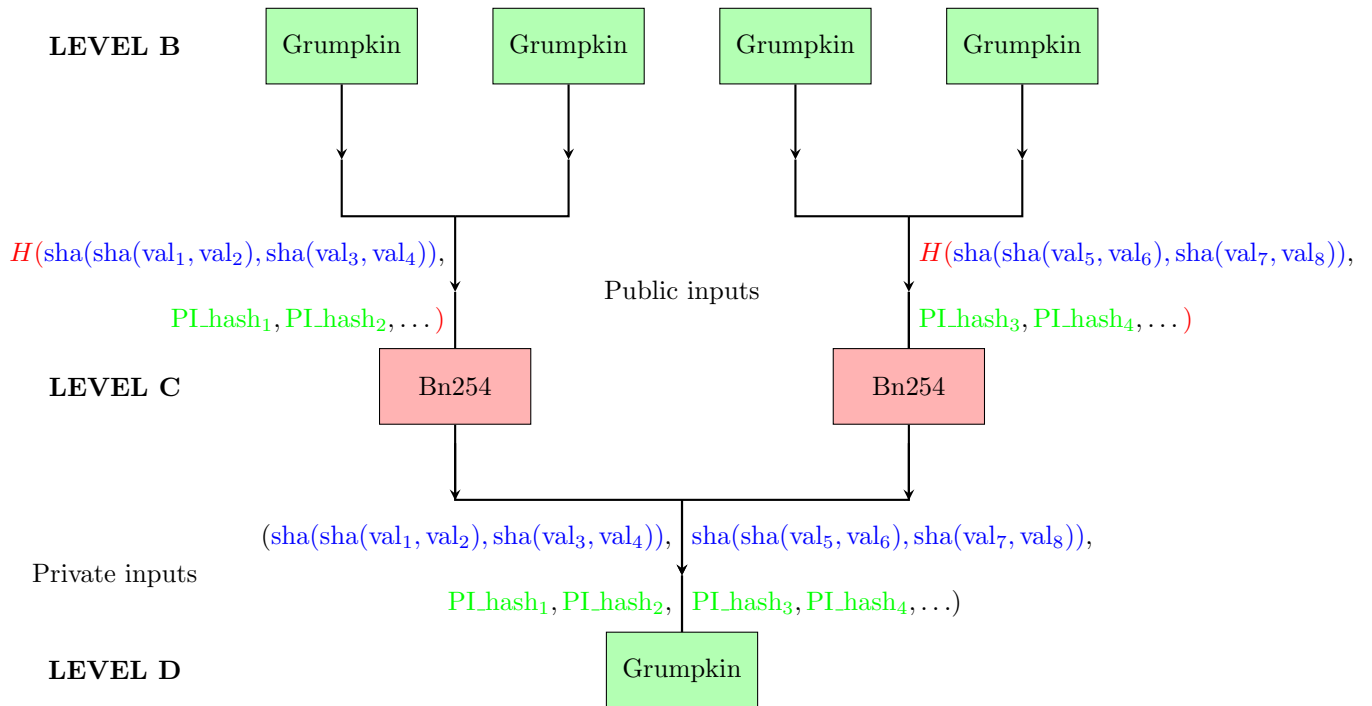 LEVEL B Grumpkin Grumpkin Grumpkin Grumpkin
H(sha(sha(val₁, val₂), sha(val₃, val₄)), H(sha(sha(val₅, val₆), sha(val₇, val₈)),
Public inputs
PI_hash₁, PI_hash₂, …) PI_hash₃, PI_hash₄, …)
LEVEL C Bn254 Bn254
(sha(sha(val₁, val₂), sha(val₃, val₄)), sha(sha(val₅, val₆), sha(val₇, val₈)),
Private inputs
PI_hash₁, PI_hash₂, PI_hash₃, PI_hash₄, …)
LEVEL D Grumpkin